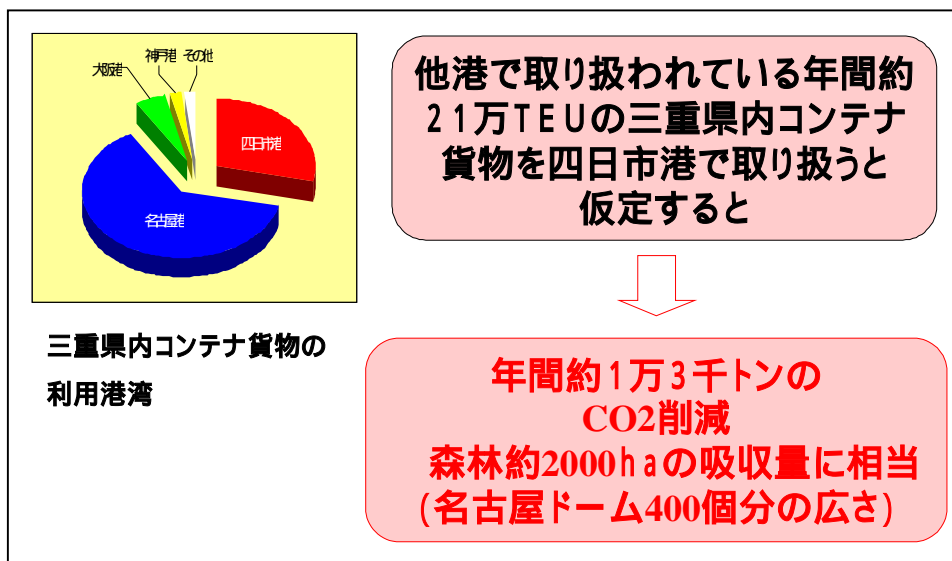 神戸港 その他
大阪港
四日市港
名古屋港
三重県内コンテナ貨物の
利用港湾
他港で取り扱われている年間約
21万TEUの三重県内コンテナ
貨物を四日市港で取り扱うと
仮定すると
年間約1万3千トンの
CO2削減
森林約2000haの吸収量に相当
(名古屋ドーム400個分の広さ)